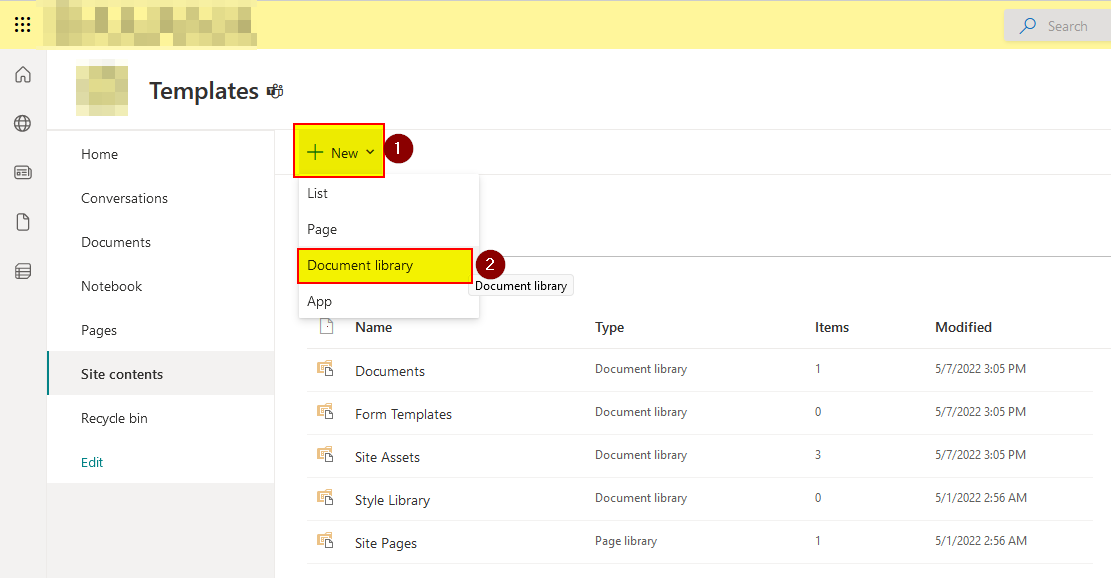 Search
Templates
Home
Conversations
Documents
Notebook
Pages
Site contents
Recycle bin
Edit
New 1
List
Page
Document library 2
Document library
App
Name Type Items Modified
Documents Document library 1 5/7/2022 3:05 PM
Form Templates Document library 0 5/7/2022 3:05 PM
Site Assets Document library 3 5/7/2022 3:05 PM
Style Library Document library 0 5/1/2022 2:56 AM
Site Pages Page library 1 5/1/2022 2:56 AM